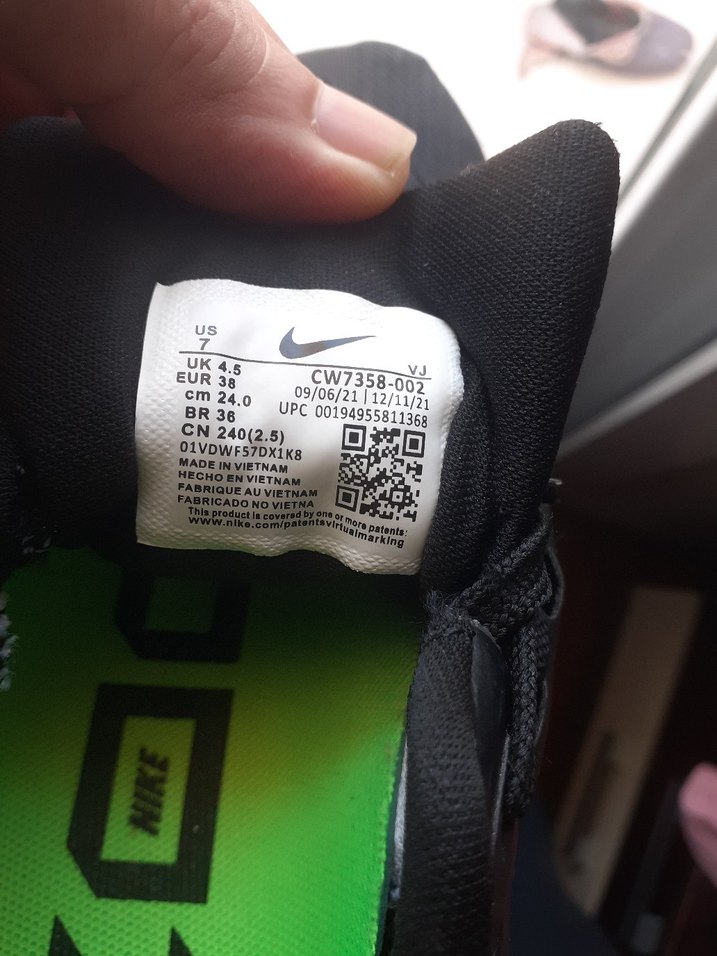 US
7
VJ
UK 4.5
EUR 38
cm 24.0
BR 36
CN 240(2.5)
CW7358-002
09/06/21 | 12/11/21
UPC 00194955811368
01VDWF57DX1K8
MADE IN VIETNAM
HECHO EN VIETNAM
FABRIQUE AU VIETNAM
FABRICADO NO VIETNA
This product is covered by one or more patents:
www.nike.com/patentsvirtualmarking
NIKE